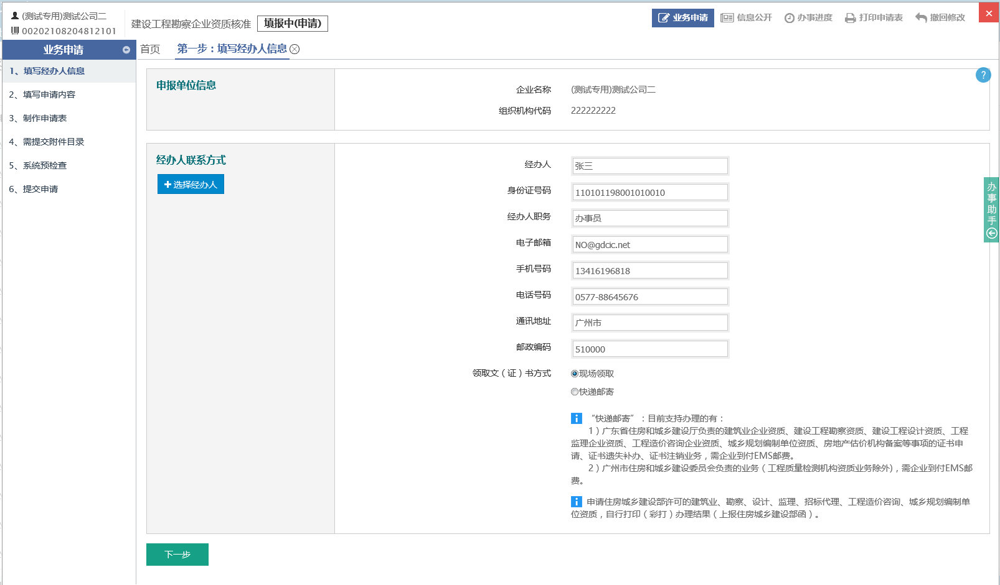 (测试专用)测试公司二
00202108204812101
建设工程勘察企业资质核准
填报中(申请)
业务申请
信息公开
办事进度
打印申请表
撤回修改
业务申请
首页
第一步：填写经办人信息
1、填写经办人信息
2、填写申请内容
3、制作申请表
4、需提交附件目录
5、系统预检查
6、提交申请
申报单位信息
企业名称 (测试专用)测试公司二
组织机构代码 222222222
?
经办人联系方式
选择经办人
经办人 张三
身份证号码 110101198001010010
经办人职务 办事员
电子邮箱 NO@gdcic.net
手机号码 13416196818
电话号码 0577-88645676
通讯地址 广州市
邮政编码 510000
领取文（证）书方式 现场领取
快递邮寄
“快递邮寄”：目前支持办理的有：
1）广东省住房和城乡建设厅负责的建筑业企业资质、建设工程勘察资质、建设工程设计资质、工程
监理企业资质、工程造价咨询企业资质、城乡规划编制单位资质、房地产估价机构备案等事项的证书申
请、证书遗失补办、证书注销业务，需企业到付EMS邮费。
2）广州市住房和城乡建设委员会负责的业务（工程质量检测机构资质业务除外)，需企业到付EMS邮
费。
申请住房城乡建设部许可的建筑业、勘察、设计、监理、招标代理、工程造价咨询、城乡规划编制单
位资质，自行打印（彩打）办理结果（上报住房城乡建设部函）。
办事助手
下一步